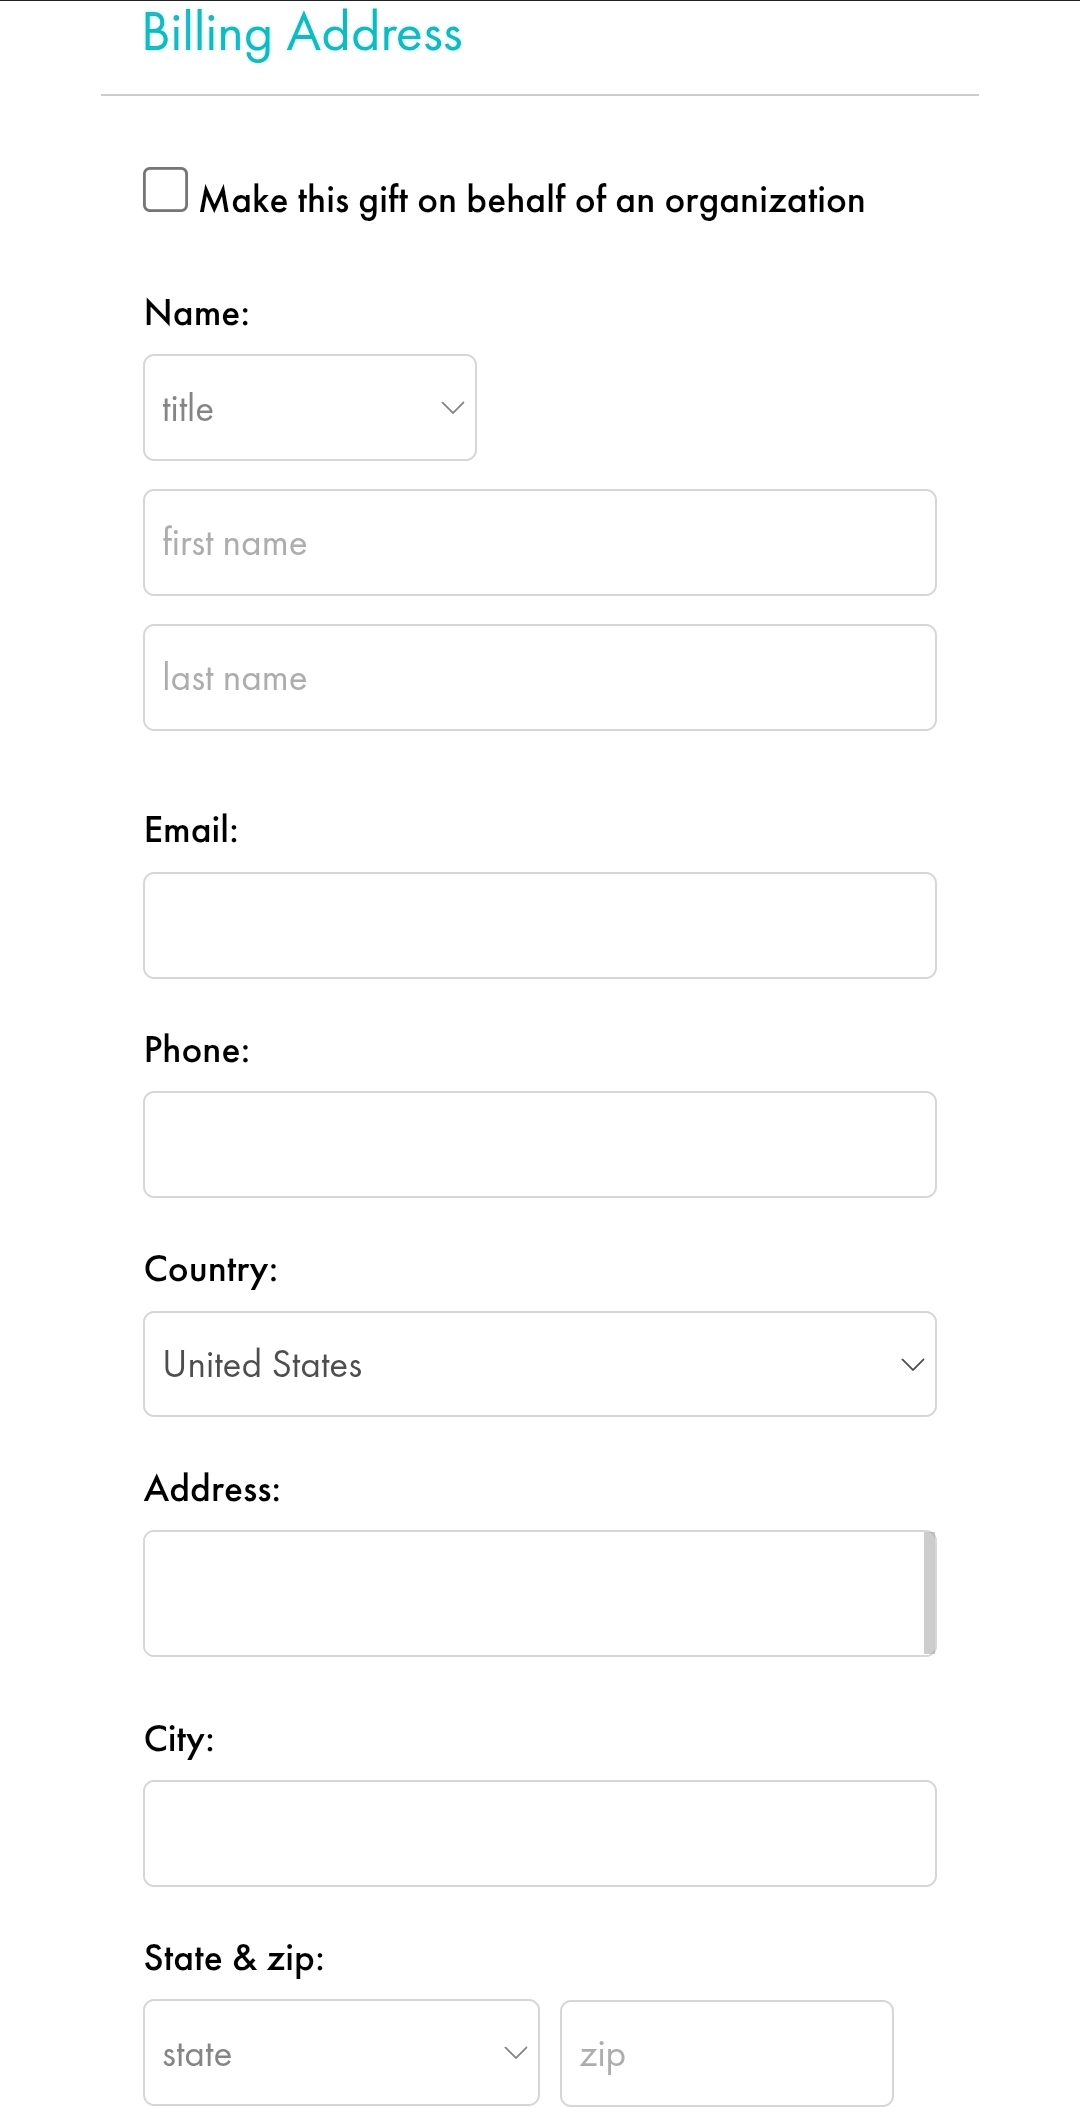 Billing Address
Make this gift on behalf of an organization
Name:
title
first name
last name
Email:
Phone:
Country:
United States
Address:
City:
State & zip:
state zip